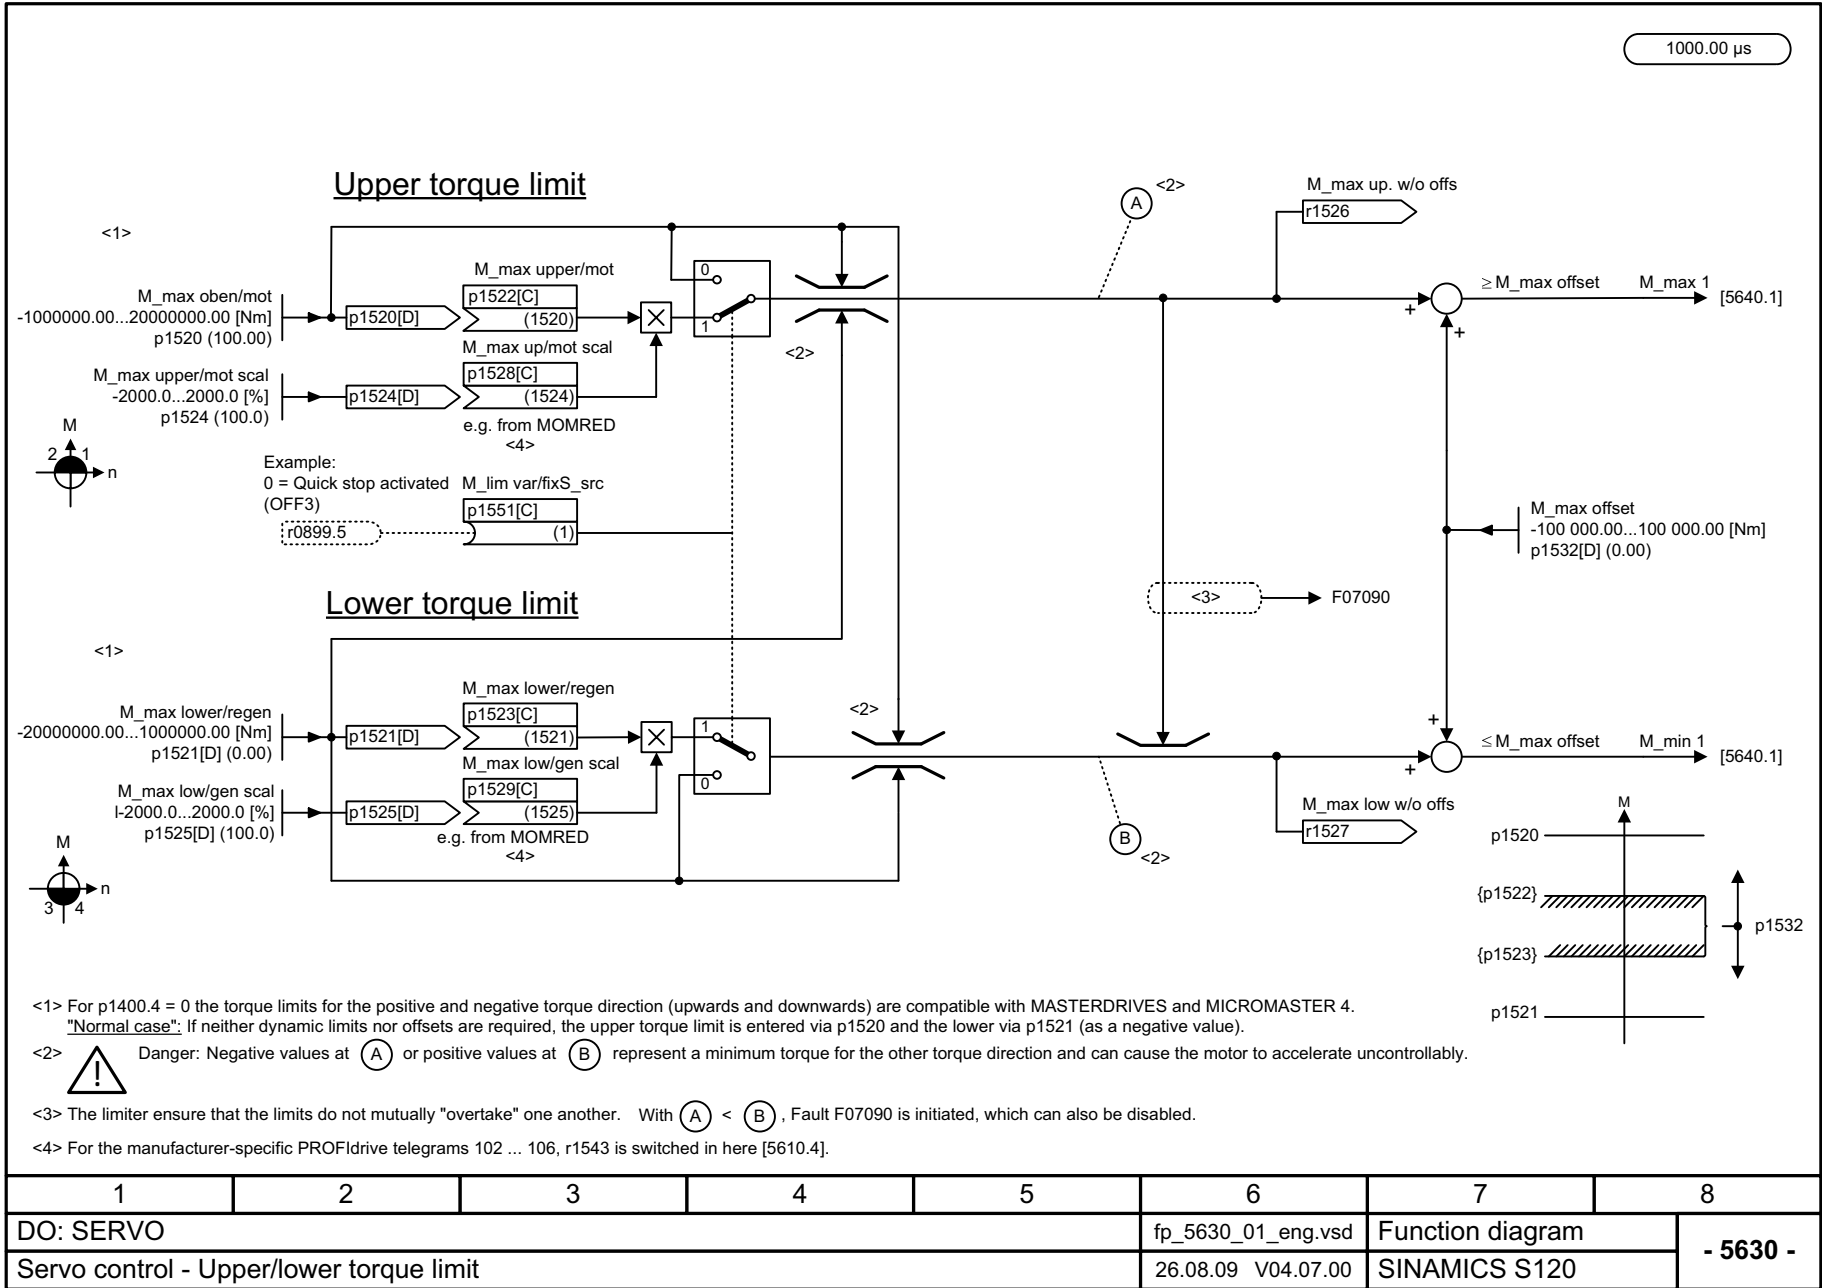 1000.00 µs
Upper torque limit
<1>
M_max oben/mot
-1000000.00...20000000.00 [Nm]
p1520 (100.00)
p1520[D]
M_max upper/mot
p1522[C]
(1520)
M_max upper/mot scal
-2000.0...2000.0 [%]
p1524 (100.0)
p1524[D]
M_max up/mot scal
p1528[C]
(1524)
e.g. from MOMRED
<4>
0
1
<2>
A
<2>
M_max up. w/o offs
r1526
+
+
≥ M_max offset
M_max 1
[5640.1]
M
2
1
n
Example:
0 = Quick stop activated
(OFF3)
r0899.5
M_lim var/fixS_src
p1551[C]
(1)
M_max offset
-100 000.00...100 000.00 [Nm]
p1532[D] (0.00)
<3>
F07090
Lower torque limit
<1>
M_max lower/regen
-20000000.00...1000000.00 [Nm]
p1521[D] (0.00)
p1521[D]
M_max lower/regen
p1523[C]
(1521)
M_max low/gen scal
l-2000.0...2000.0 [%]
p1525[D] (100.0)
p1525[D]
M_max low/gen scal
p1529[C]
(1525)
e.g. from MOMRED
<4>
1
0
<2>
B
<2>
M_max low w/o offs
r1527
+
+
≤ M_max offset
M_min 1
[5640.1]
M
n
3
4
M
p1520
{p1522}
{p1523}
p1521
p1532
<1> For p1400.4 = 0 the torque limits for the positive and negative torque direction (upwards and downwards) are compatible with MASTERDRIVES and MICROMASTER 4.
"Normal case": If neither dynamic limits nor offsets are required, the upper torque limit is entered via p1520 and the lower via p1521 (as a negative value).
<2> ! Danger: Negative values at A or positive values at B represent a minimum torque for the other torque direction and can cause the motor to accelerate uncontrollably.
<3> The limiter ensure that the limits do not mutually "overtake" one another. With A < B , Fault F07090 is initiated, which can also be disabled.
<4> For the manufacturer-specific PROFIdrive telegrams 102 ... 106, r1543 is switched in here [5610.4].
1 2 3 4 5 6 7 8
DO: SERVO
fp_5630_01_eng.vsd
Function diagram
- 5630 -
Servo control - Upper/lower torque limit
26.08.09 V04.07.00
SINAMICS S120